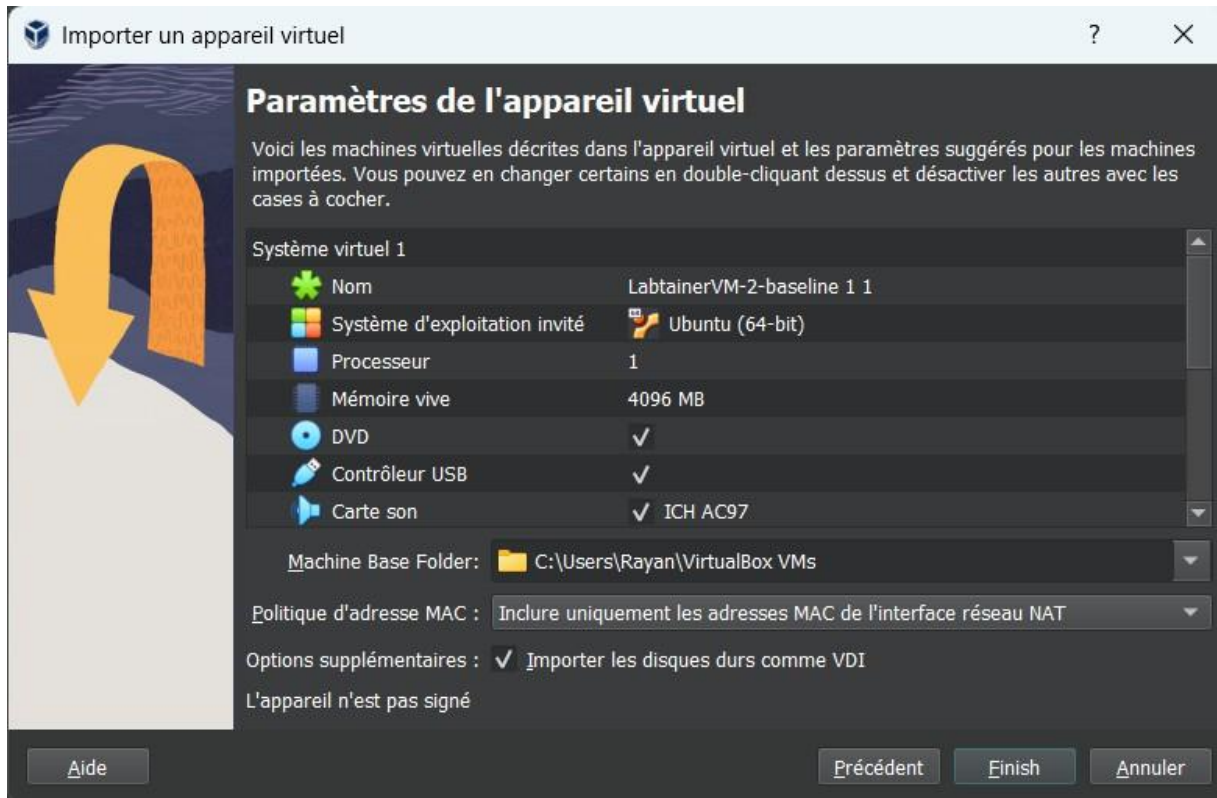 Importer un appareil virtuel
?
Paramètres de l'appareil virtuel
Voici les machines virtuelles décrites dans l'appareil virtuel et les paramètres suggérés pour les machines
importées. Vous pouvez en changer certains en double-cliquant dessus et désactiver les autres avec les
cases à cocher.
Système virtuel 1
Nom LabtainerVM-2-baseline 1 1
Système d'exploitation invité Ubuntu (64-bit)
Processeur 1
Mémoire vive 4096 MB
DVD
Contrôleur USB
Carte son ICH AC97
Machine Base Folder: C:\Users\Rayan\VirtualBox VMs
Politique d'adresse MAC : Inclure uniquement les adresses MAC de l'interface réseau NAT
Options supplémentaires : Importer les disques durs comme VDI
L'appareil n'est pas signé
Aide Précédent Finish Annuler